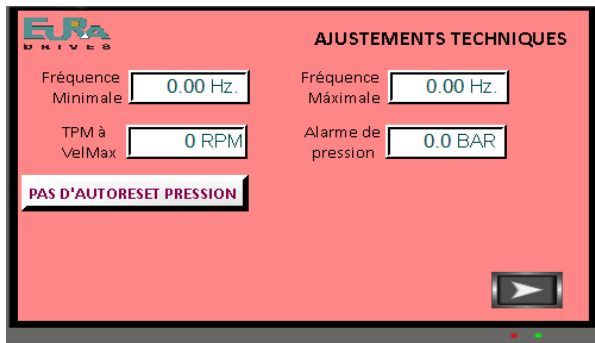 EURA
DRIVES
AJUSTEMENTS TECHNIQUES
Fréquence
Minimale
0.00 Hz.
Fréquence
Máximale
0.00 Hz.
TPM à
VelMax
0 RPM
Alarme de
pression
0.0 BAR
PAS D'AUTORESET PRESSION